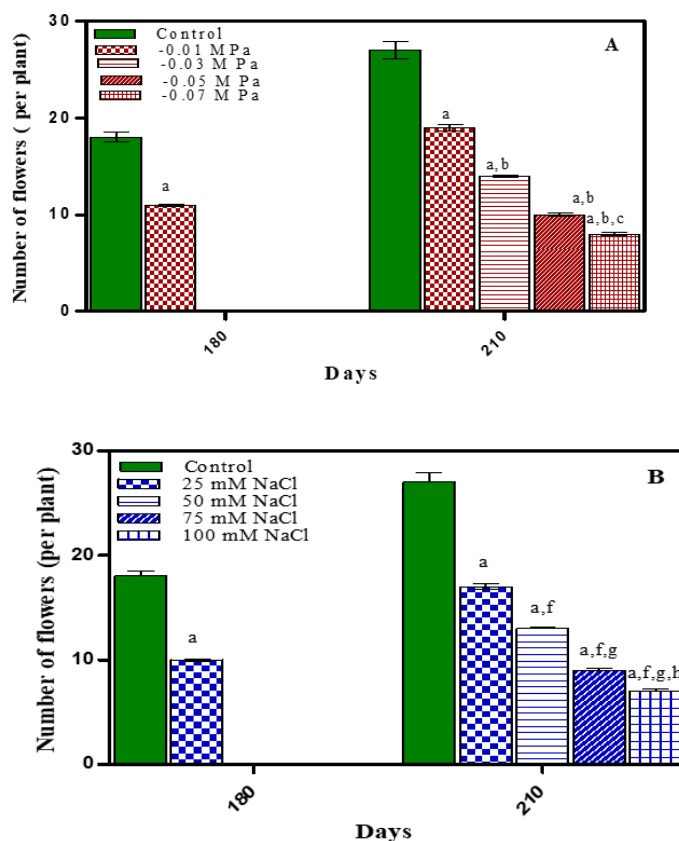 Number of flowers ( per plant)
30
20
10
0
Control
-0.01 M Pa
-0.03 M Pa
-0.05 M Pa
-0.07 M Pa
A
a
a
a,b
a,b
a,b,c
180
210
Days
Number of flowers (per plant)
30
20
10
0
Control
25 mM NaCl
50 mM NaCl
75 mM NaCl
100 mM NaCl
B
a
a
a,f
a,f,g
a,f,g,h
180
210
Days